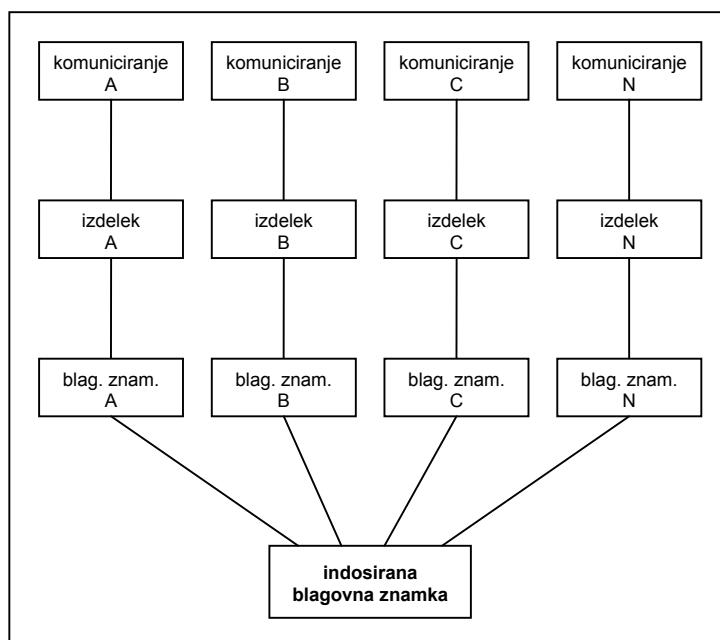 komuniciranje
A
komuniciranje
B
komuniciranje
C
komuniciranje
N
izdelek
A
izdelek
B
izdelek
C
izdelek
N
blag. znam.
A
blag. znam.
B
blag. znam.
C
blag. znam.
N
indosirana
blagovna znamka